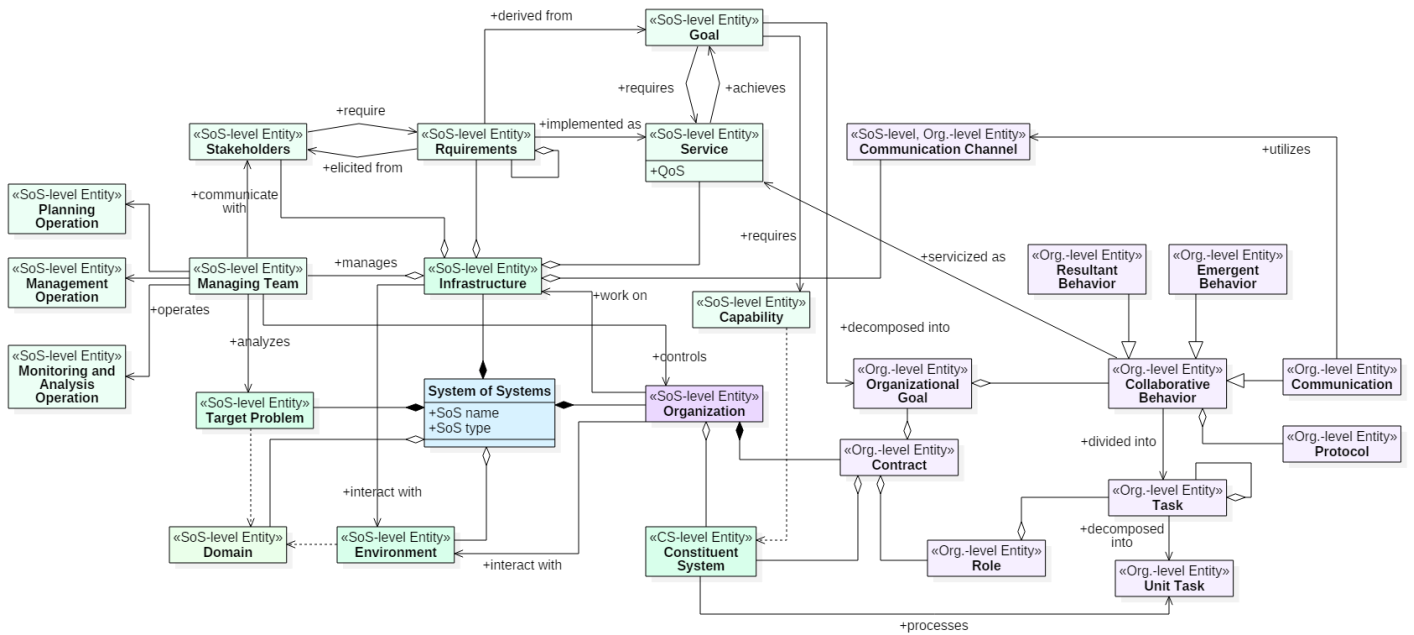 +derived from
«SoS-level Entity»
Goal
+requires
+achieves
+require
«SoS-level Entity»
Stakeholders
«SoS-level Entity»
Rquirements
+implemented as
«SoS-level Entity»
Service
+QoS
«SoS-level, Org.-level Entity»
Communication Channel
+utilizes
+elicited from
+communicate
with
«SoS-level Entity»
Planning
Operation
+requires
+servicized as
«Org.-level Entity»
Resultant
Behavior
«Org.-level Entity»
Emergent
Behavior
«SoS-level Entity»
Management
Operation
«SoS-level Entity»
Managing Team
+manages
«SoS-level Entity»
Infrastructure
+work on
«SoS-level Entity»
Capability
+operates
+analyzes
+decomposed into
+controls
«SoS-level Entity»
Monitoring and
Analysis
Operation
«SoS-level Entity»
Target Problem
System of Systems
+SoS name
+SoS type
«SoS-level Entity»
Organization
«Org.-level Entity»
Organizational
Goal
«Org.-level Entity»
Collaborative
Behavior
«Org.-level Entity»
Communication
+divided into
«Org.-level Entity»
Protocol
«Org.-level Entity»
Contract
+interact with
«Org.-level Entity»
Task
+decomposed
into
«SoS-level Entity»
Domain
«SoS-level Entity»
Environment
+interact with
«CS-level Entity»
Constituent
System
«Org.-level Entity»
Role
«Org.-level Entity»
Unit Task
+processes